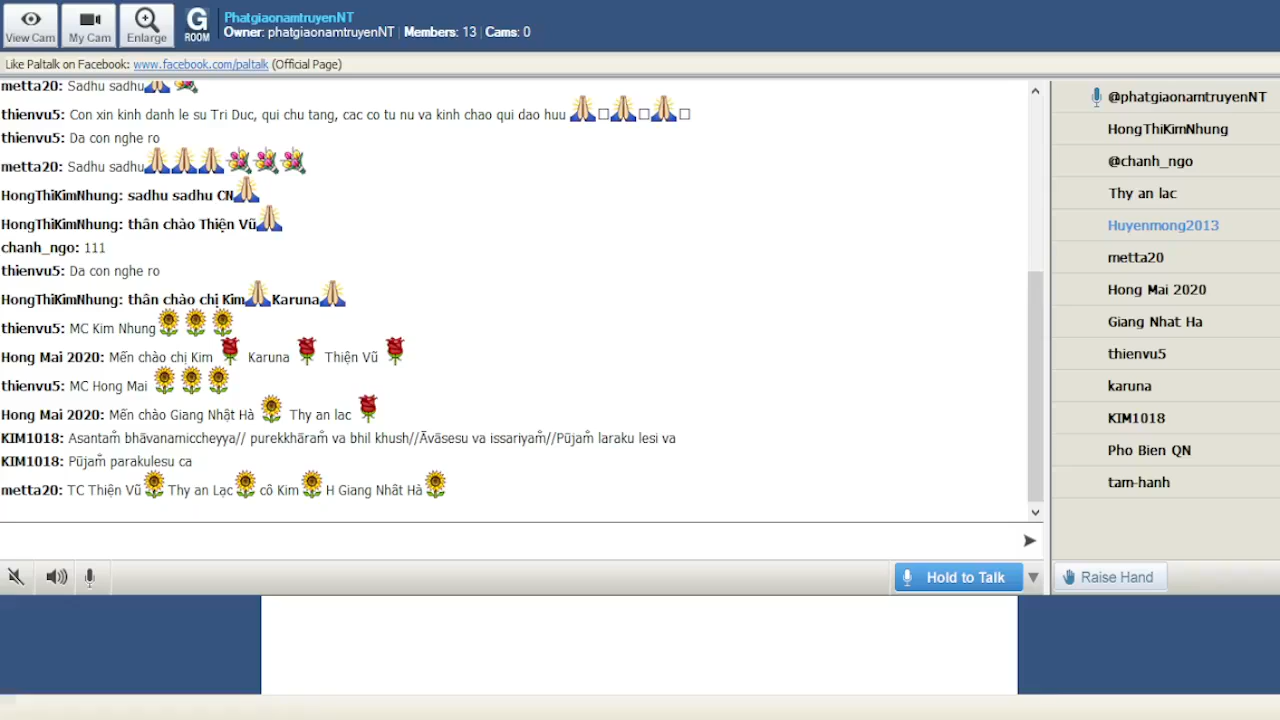 View Cam
My Cam
Enlarge
G
ROOM
PhatgiaonamtruyenNT
Owner: phatgiaonamtruyenNT | Members: 13 | Cams: 0
Like Paltalk on Facebook: www.facebook.com/paltalk (Official Page)
metta20: Sadhu sadhu
thienvu5: Con xin kinh danh le su Tri Duc, qui chu tang, cac co tu nu va kinh chao qui dao huu
thienvu5: Da con nghe ro
metta20: Sadhu sadhu
HongThiKimNhung: sadhu sadhu CN
HongThiKimNhung: thân chào Thiện Vũ
chanh_ngo: 111
thienvu5: Da con nghe ro
HongThiKimNhung: thân chào chị Kim Karuna
thienvu5: MC Kim Nhung
Hong Mai 2020: Mến chào chị Kim Karuna Thiện Vũ
thienvu5: MC Hong Mai
Hong Mai 2020: Mến chào Giang Nhật Hà Thy an lac
KIM1018: Asantam̐ bhāvanamiccheyya// purekkhāram̐ va bhil khush//Āvāsesu va issariyam̐//Pūjam̐ laraku lesi va
KIM1018: Pūjam̐ parakulesu ca
metta20: TC Thiện Vũ Thy an Lạc cô Kim H Giang Nhât Hà
Hold to Talk
@phatgiaonamtruyenNT
HongThiKimNhung
@chanh_ngo
Thy an lac
Huyenmong2013
metta20
Hong Mai 2020
Giang Nhat Ha
thienvu5
karuna
KIM1018
Pho Bien QN
tam-hanh
Raise Hand